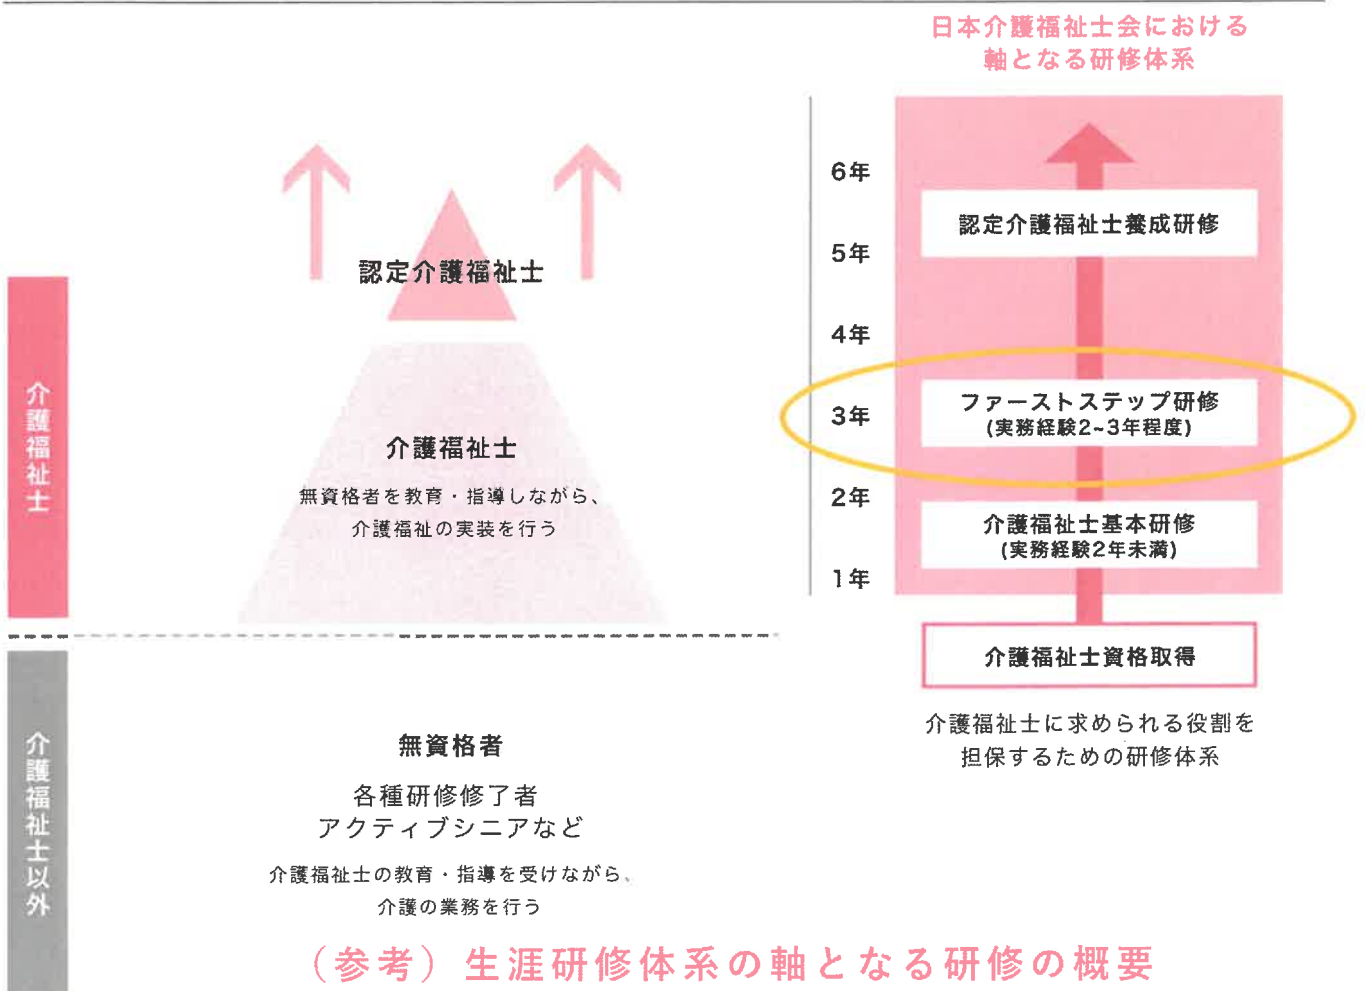 日本介護福祉士会における
軸となる研修体系
6年
認定介護福祉士養成研修
5年
4年
3年
ファーストステップ研修
(実務経験2~3年程度)
2年
介護福祉士基本研修
(実務経験2年未満)
1年
介護福祉士資格取得
介護福祉士に求められる役割を
担保するための研修体系
介護福祉士
認定介護福祉士
介護福祉士
無資格者を教育・指導しながら、
介護福祉の実装を行う
介護福祉士以外
無資格者
各種研修修了者
アクティブシニアなど
介護福祉士の教育・指導を受けながら、
介護の業務を行う
（参考）生涯研修体系の軸となる研修の概要